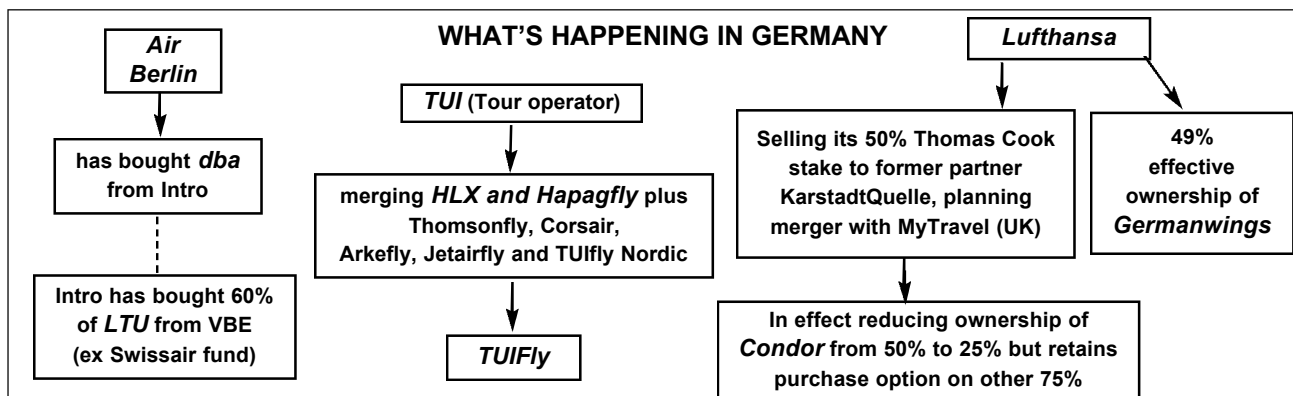 WHAT'S HAPPENING IN GERMANY
Air
Berlin
has bought dba
from Intro
Intro has bought 60%
of LTU from VBE
(ex Swissair fund)
TUI (Tour operator)
merging HLX and Hapagfly plus
Thomsonfly, Corsair,
Arkefly, Jetairfly and TUIfly Nordic
TUIFly
Lufthansa
Selling its 50% Thomas Cook
stake to former partner
KarstadtQuelle, planning
merger with MyTravel (UK)
In effect reducing ownership of
Condor from 50% to 25% but retains
purchase option on other 75%
49%
effective
ownership of
Germanwings